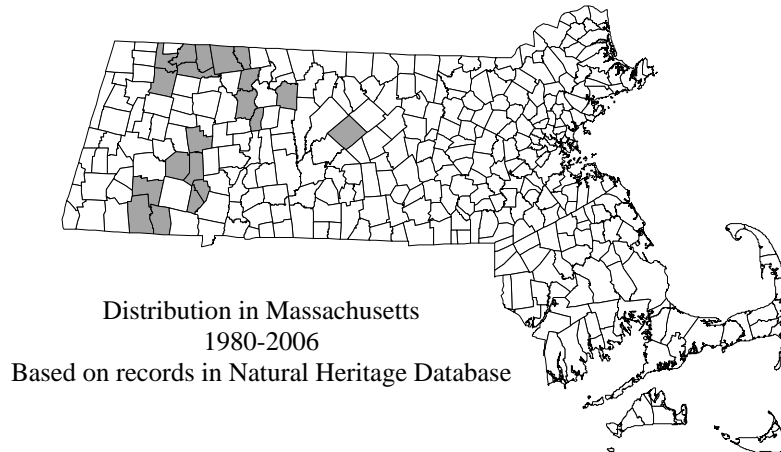 Distribution in Massachusetts
1980-2006
Based on records in Natural Heritage Database